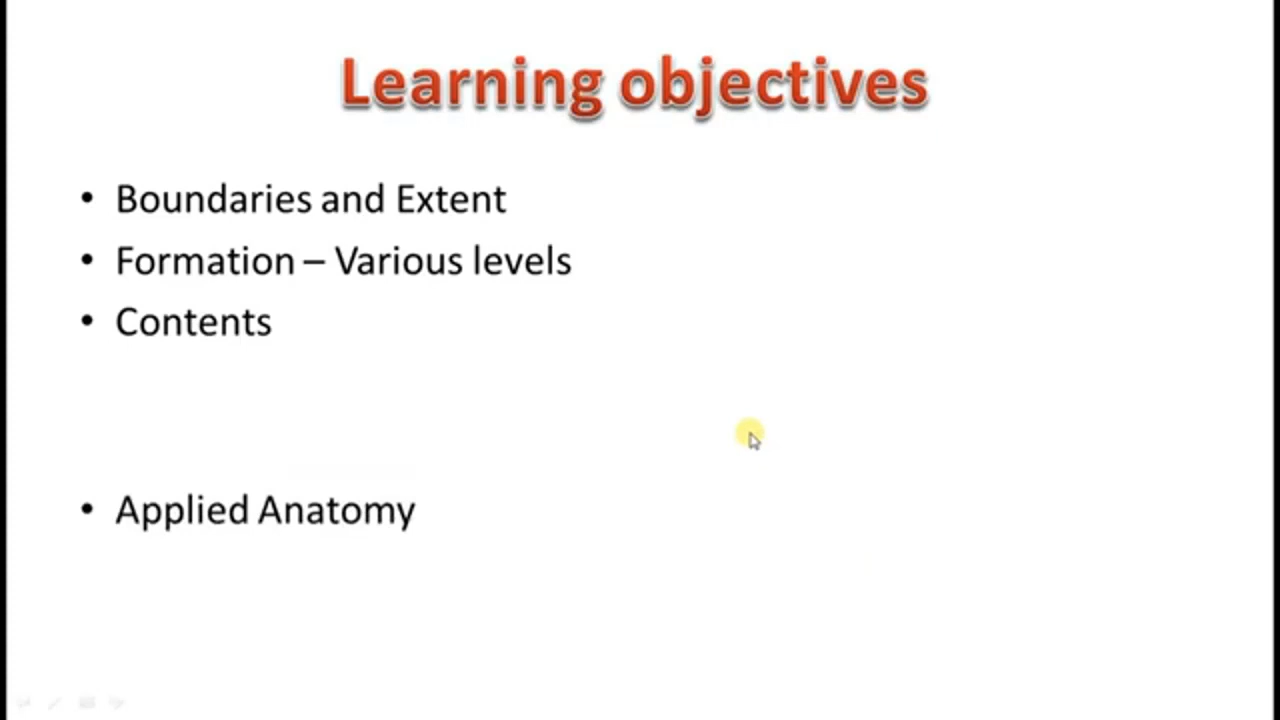 Learning objectives
• Boundaries and Extent
• Formation – Various levels
• Contents
• Applied Anatomy